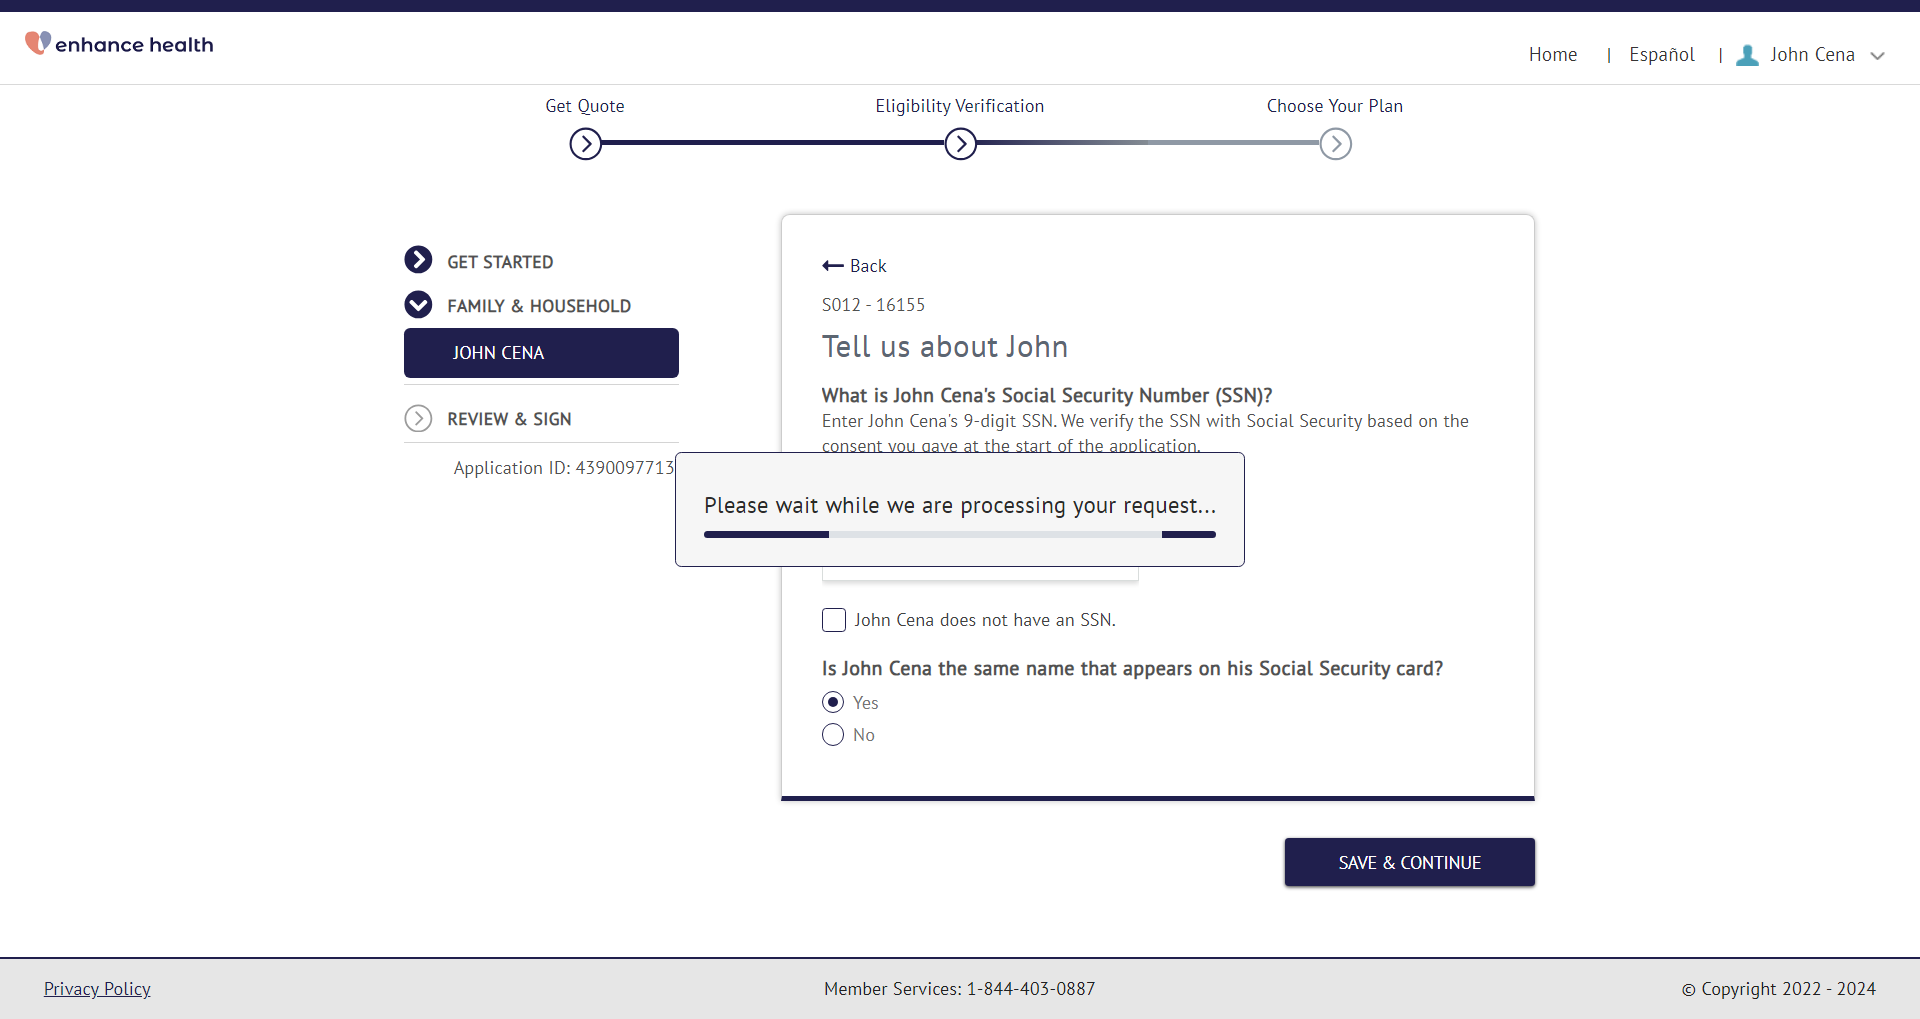 enhance health
Home | Español | John Cena
Get Quote
Eligibility Verification
Choose Your Plan
GET STARTED
FAMILY & HOUSEHOLD
JOHN CENA
REVIEW & SIGN
Application ID: 4390097713
Back
S012 - 16155
Tell us about John
What is John Cena's Social Security Number (SSN)?
Enter John Cena's 9-digit SSN. We verify the SSN with Social Security based on the
consent you gave at the start of the application.
Please wait while we are processing your request...
John Cena does not have an SSN.
Is John Cena the same name that appears on his Social Security card?
Yes
No
SAVE & CONTINUE
Privacy Policy
Member Services: 1-844-403-0887
© Copyright 2022 - 2024